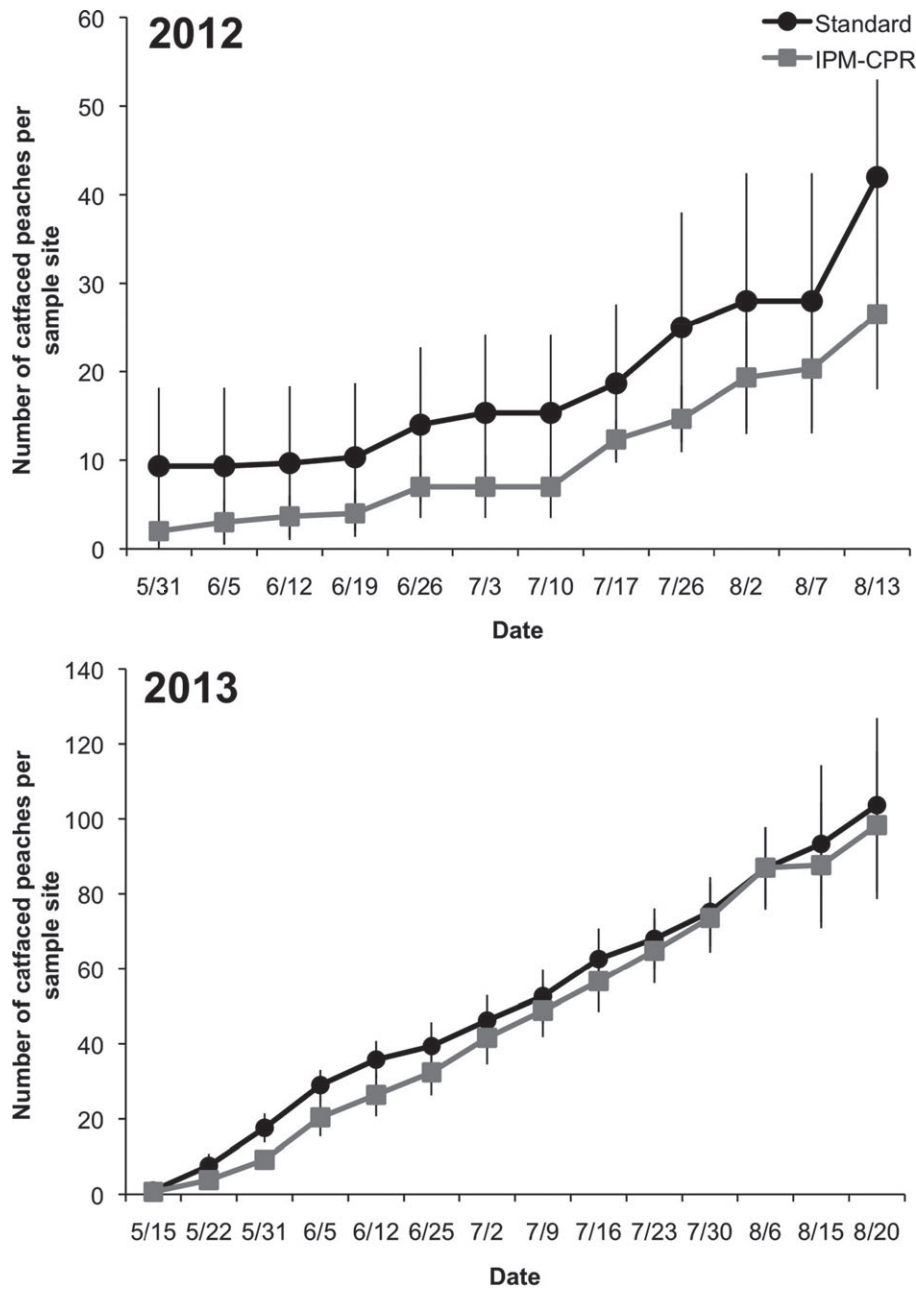 2012
Standard
IPM-CPR
Number of catfaced peaches per
sample site
60
50
40
30
20
10
0
5/31 6/5 6/12 6/19 6/26 7/3 7/10 7/17 7/26 8/2 8/7 8/13
Date
2013
Number of catfaced peaches per
sample site
140
120
100
80
60
40
20
0
5/15 5/22 5/31 6/5 6/12 6/25 7/2 7/9 7/16 7/23 7/30 8/6 8/15 8/20
Date